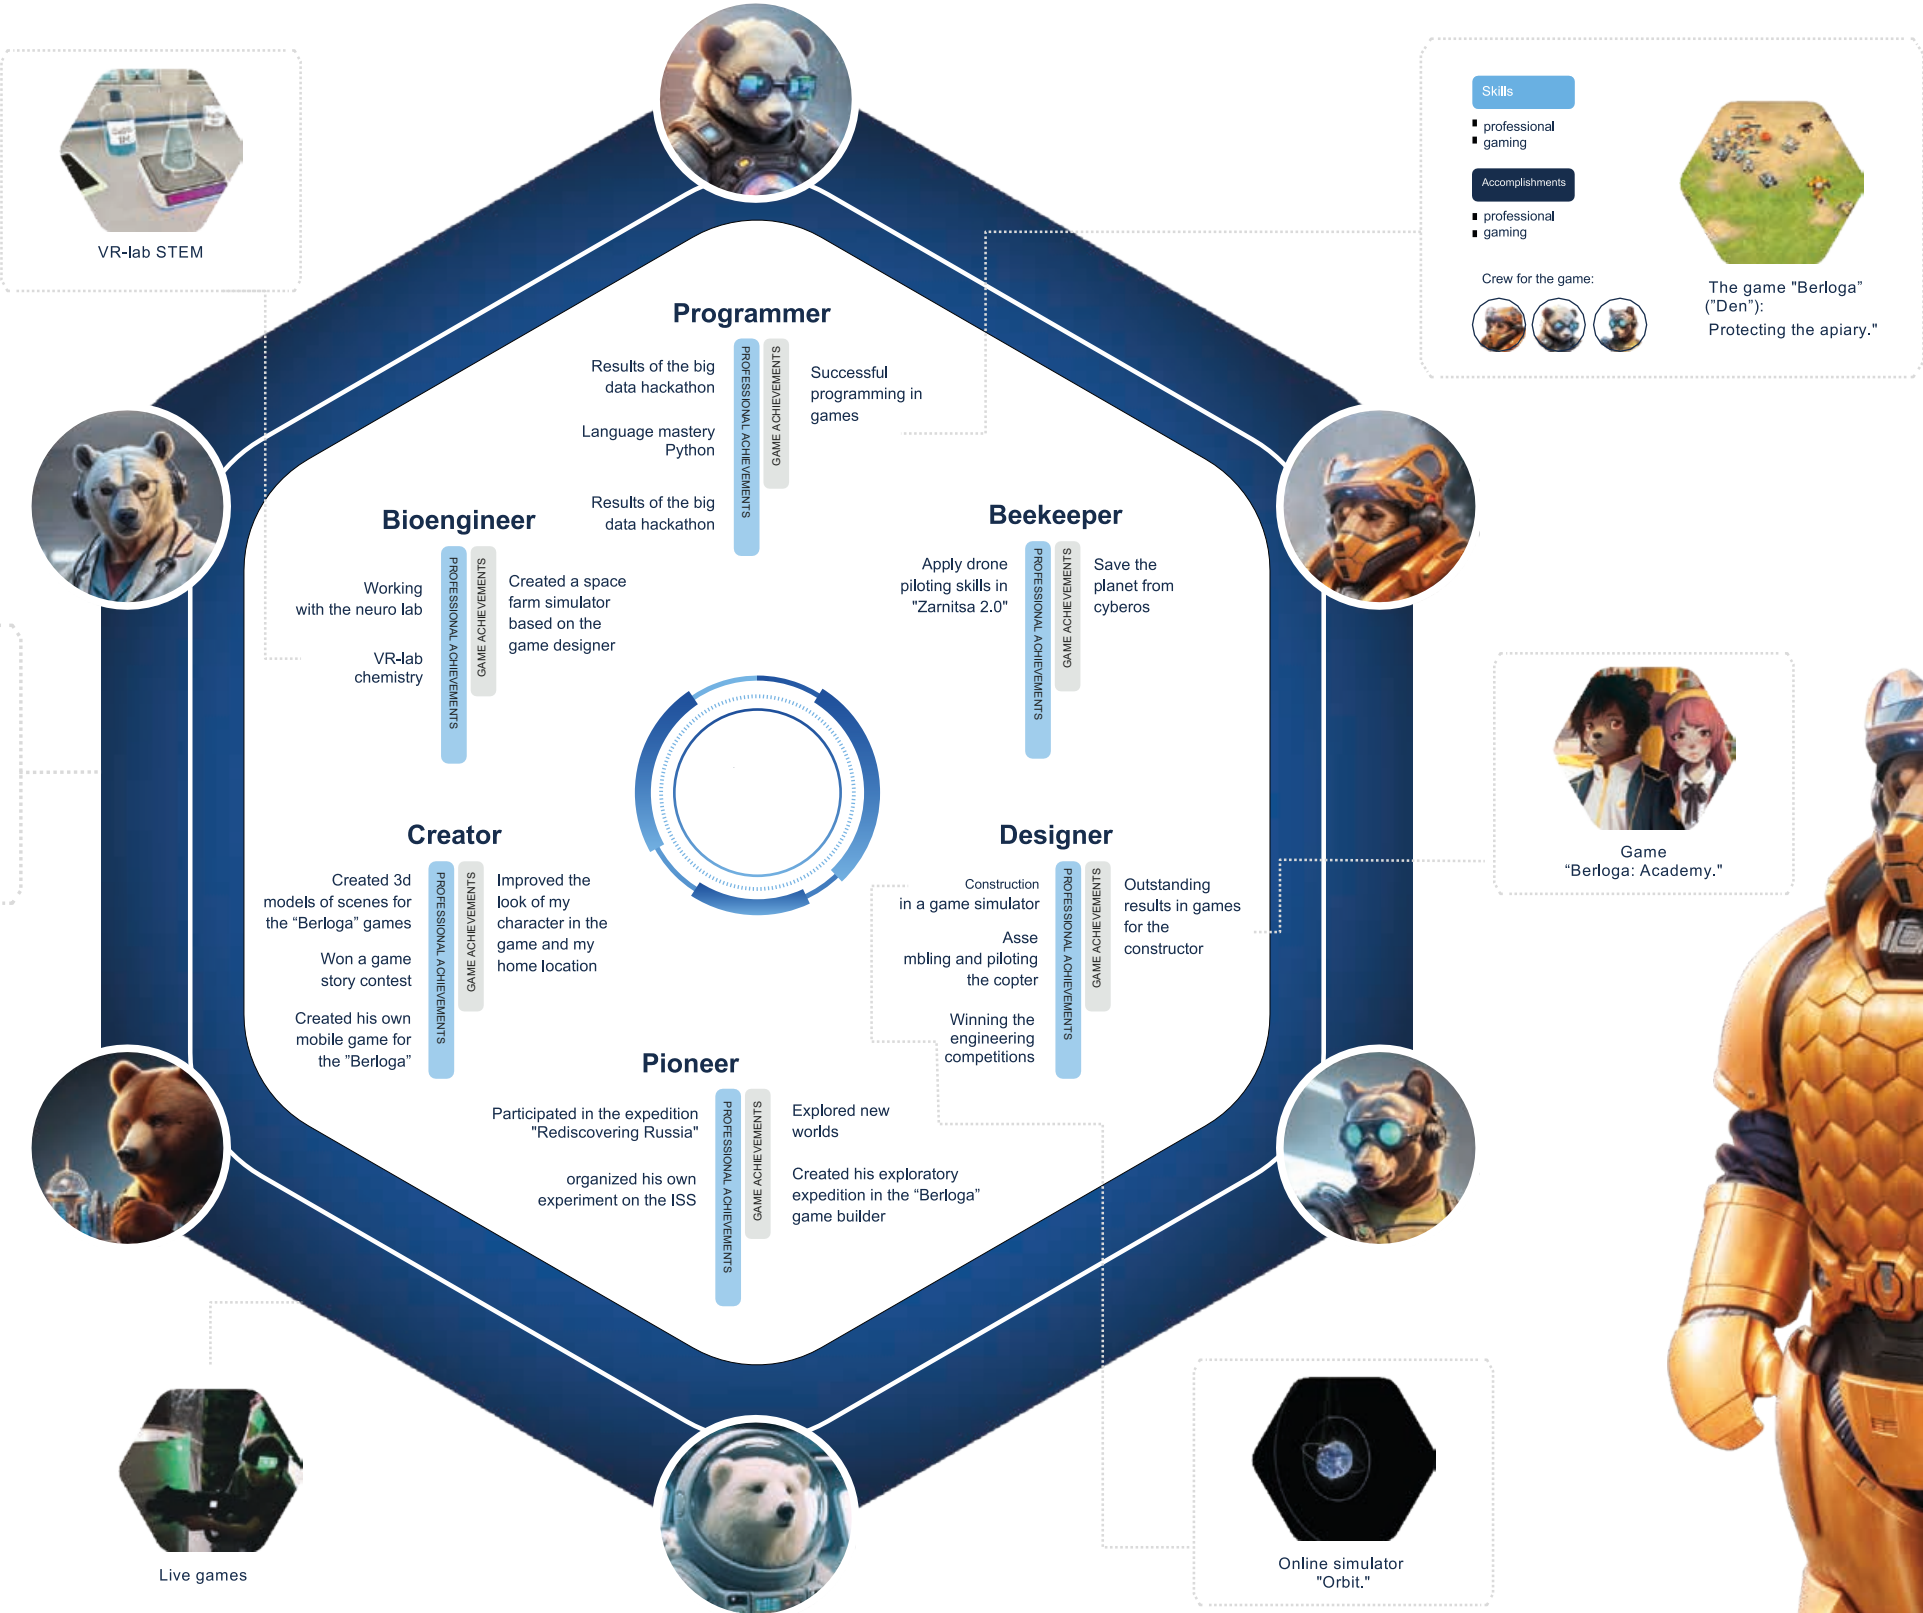 VR-lab STEM
Skills
professional
gaming
Accomplishments
professional
gaming
Crew for the game:
The game "Berloga”
(”Den”):
Protecting the apiary."
Programmer
Results of the big
data hackathon
Language mastery
Python
Results of the big
data hackathon
PROFESSIONAL ACHIEVEMENTS
GAME ACHIEVEMENTS
Successful
programming in
games
Bioengineer
Working
with the neuro lab
VR-lab
chemistry
PROFESSIONAL ACHIEVEMENTS
GAME ACHIEVEMENTS
Created a space
farm simulator
based on the
game designer
Beekeeper
Apply drone
piloting skills in
"Zarnitsa 2.0"
PROFESSIONAL ACHIEVEMENTS
GAME ACHIEVEMENTS
Save the
planet from
cyberos
Creator
Created 3d
models of scenes for
the “Berloga” games
Won a game
story contest
Created his own
mobile game for
the ”Berloga”
PROFESSIONAL ACHIEVEMENTS
GAME ACHIEVEMENTS
Improved the
look of my
character in the
game and my
home location
Designer
Construction
in a game simulator
Asse
mbling and piloting
the copter
Winning the
engineering
competitions
PROFESSIONAL ACHIEVEMENTS
GAME ACHIEVEMENTS
Outstanding
results in games
for the
constructor
Game
“Berloga: Academy."
Pioneer
Participated in the expedition
"Rediscovering Russia"
organized his own
experiment on the ISS
PROFESSIONAL ACHIEVEMENTS
GAME ACHIEVEMENTS
Explored new
worlds
Created his exploratory
expedition in the “Berloga”
game builder
Live games
Online simulator
"Orbit."